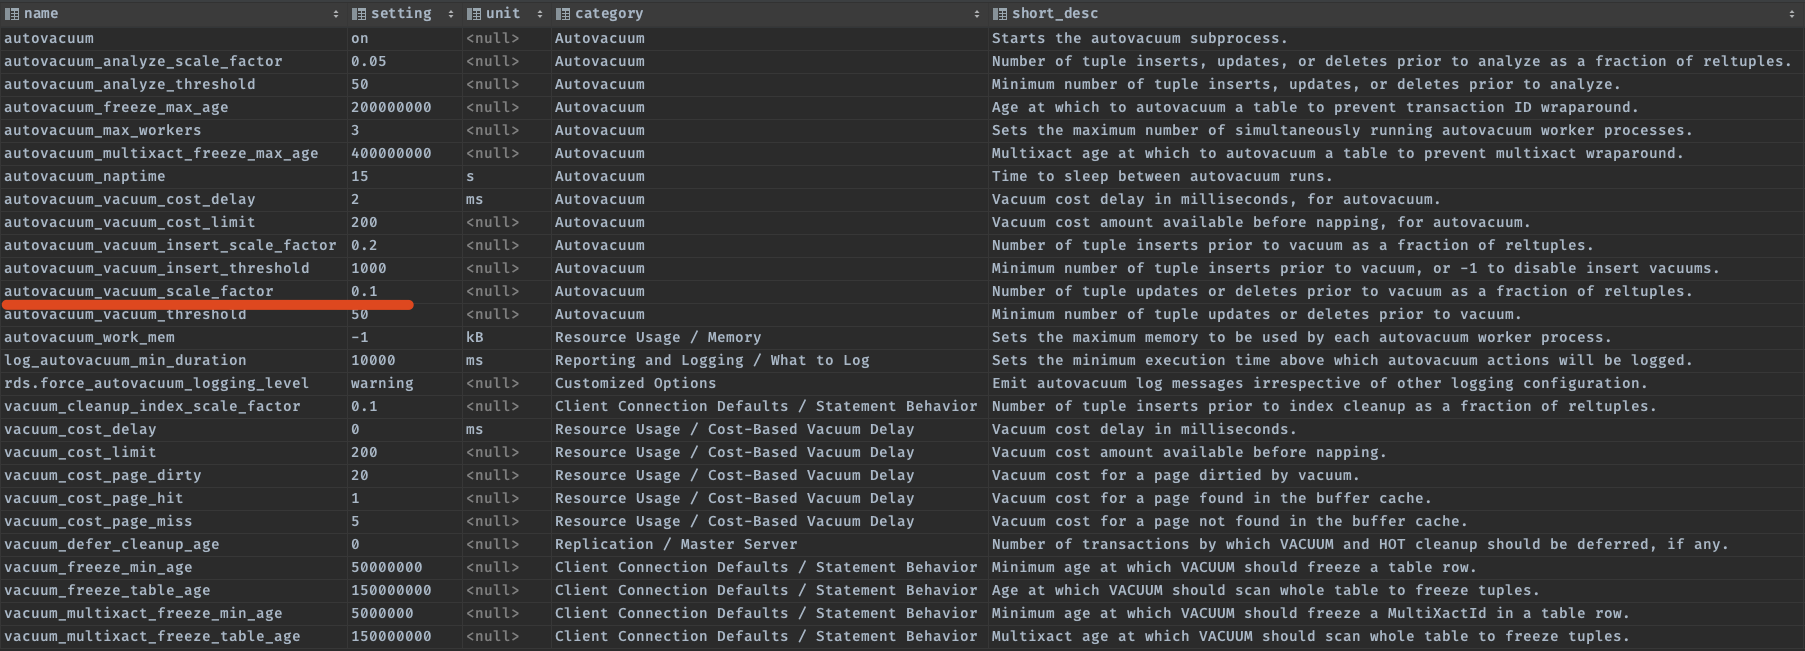 name setting unit category short_desc
autovacuum on <null> Autovacuum Starts the autovacuum subprocess.
autovacuum_analyze_scale_factor 0.05 <null> Autovacuum Number of tuple inserts, updates, or deletes prior to analyze as a fraction of reltuples.
autovacuum_analyze_threshold 50 <null> Autovacuum Minimum number of tuple inserts, updates, or deletes prior to analyze.
autovacuum_freeze_max_age 200000000 <null> Autovacuum Age at which to autovacuum a table to prevent transaction ID wraparound.
autovacuum_max_workers 3 <null> Autovacuum Sets the maximum number of simultaneously running autovacuum worker processes.
autovacuum_multixact_freeze_max_age 400000000 <null> Autovacuum Multixact age at which to autovacuum a table to prevent multixact wraparound.
autovacuum_naptime 15 s Autovacuum Time to sleep between autovacuum runs.
autovacuum_vacuum_cost_delay 2 ms Autovacuum Vacuum cost delay in milliseconds, for autovacuum.
autovacuum_vacuum_cost_limit 200 <null> Autovacuum Vacuum cost amount available before napping, for autovacuum.
autovacuum_vacuum_insert_scale_factor 0.2 <null> Autovacuum Number of tuple inserts prior to vacuum as a fraction of reltuples.
autovacuum_vacuum_insert_threshold 1000 <null> Autovacuum Minimum number of tuple inserts prior to vacuum, or -1 to disable insert vacuums.
autovacuum_vacuum_scale_factor 0.1 <null> Autovacuum Number of tuple updates or deletes prior to vacuum as a fraction of reltuples.
autovacuum_vacuum_threshold 50 <null> Autovacuum Minimum number of tuple updates or deletes prior to vacuum.
autovacuum_work_mem -1 kB Resource Usage / Memory Sets the maximum memory to be used by each autovacuum worker process.
log_autovacuum_min_duration 10000 ms Reporting and Logging / What to Log Sets the minimum execution time above which autovacuum actions will be logged.
rds.force_autovacuum_logging_level warning <null> Customized Options Emit autovacuum log messages irrespective of other logging configuration.
vacuum_cleanup_index_scale_factor 0.1 <null> Client Connection Defaults / Statement Behavior Number of tuple inserts prior to index cleanup as a fraction of reltuples.
vacuum_cost_delay 0 ms Resource Usage / Cost-Based Vacuum Delay Vacuum cost delay in milliseconds.
vacuum_cost_limit 200 <null> Resource Usage / Cost-Based Vacuum Delay Vacuum cost amount available before napping.
vacuum_cost_page_dirty 20 <null> Resource Usage / Cost-Based Vacuum Delay Vacuum cost for a page dirtied by vacuum.
vacuum_cost_page_hit 1 <null> Resource Usage / Cost-Based Vacuum Delay Vacuum cost for a page found in the buffer cache.
vacuum_cost_page_miss 5 <null> Resource Usage / Cost-Based Vacuum Delay Vacuum cost for a page not found in the buffer cache.
vacuum_defer_cleanup_age 0 <null> Replication / Master Server Number of transactions by which VACUUM and HOT cleanup should be deferred, if any.
vacuum_freeze_min_age 50000000 <null> Client Connection Defaults / Statement Behavior Minimum age at which VACUUM should freeze a table row.
vacuum_freeze_table_age 150000000 <null> Client Connection Defaults / Statement Behavior Age at which VACUUM should scan whole table to freeze tuples.
vacuum_multixact_freeze_min_age 5000000 <null> Client Connection Defaults / Statement Behavior Minimum age at which VACUUM should freeze a MultiXactId in a table row.
vacuum_multixact_freeze_table_age 150000000 <null> Client Connection Defaults / Statement Behavior Multixact age at which VACUUM should scan whole table to freeze tuples.